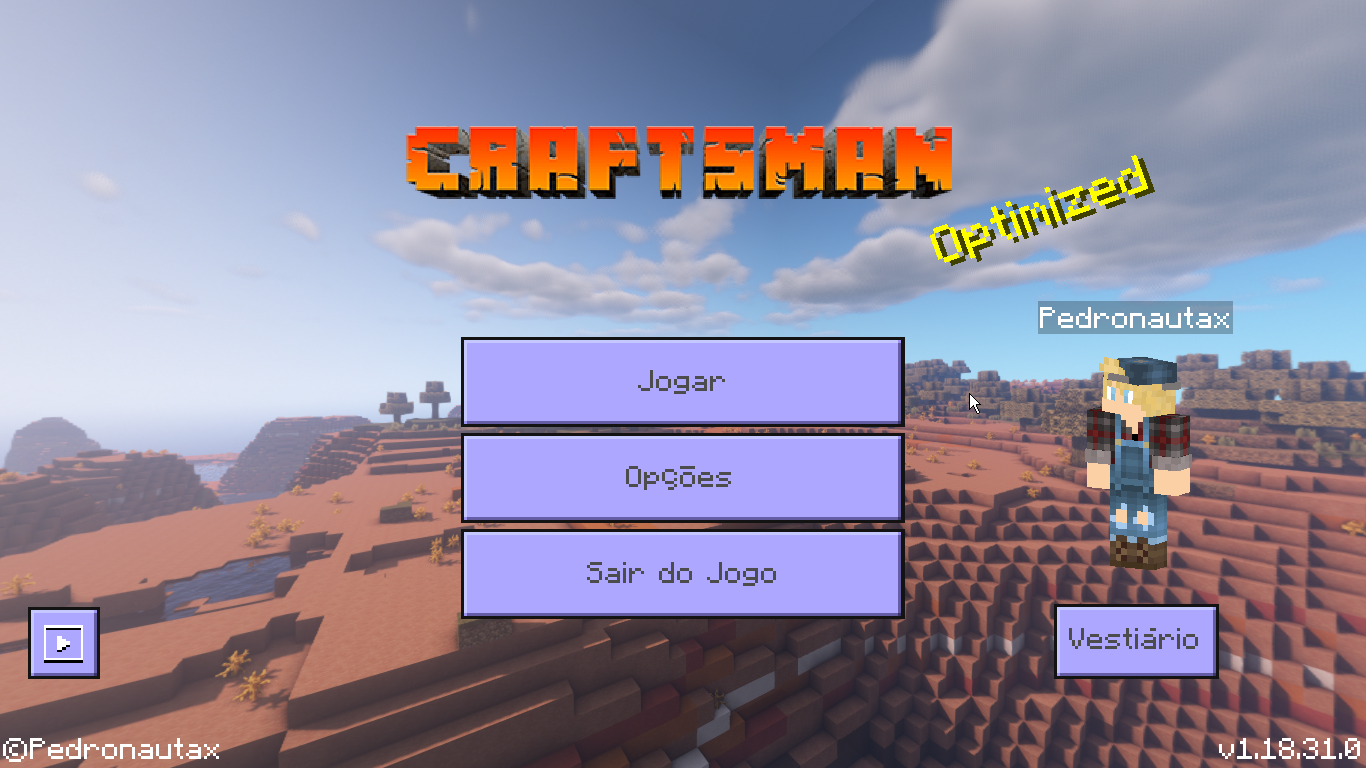 CRAFTSMAN
Optimized
Pedronautax
Jogar
Opções
Sair do Jogo
Vestiário
©Pedronautax
v1.18.31.0